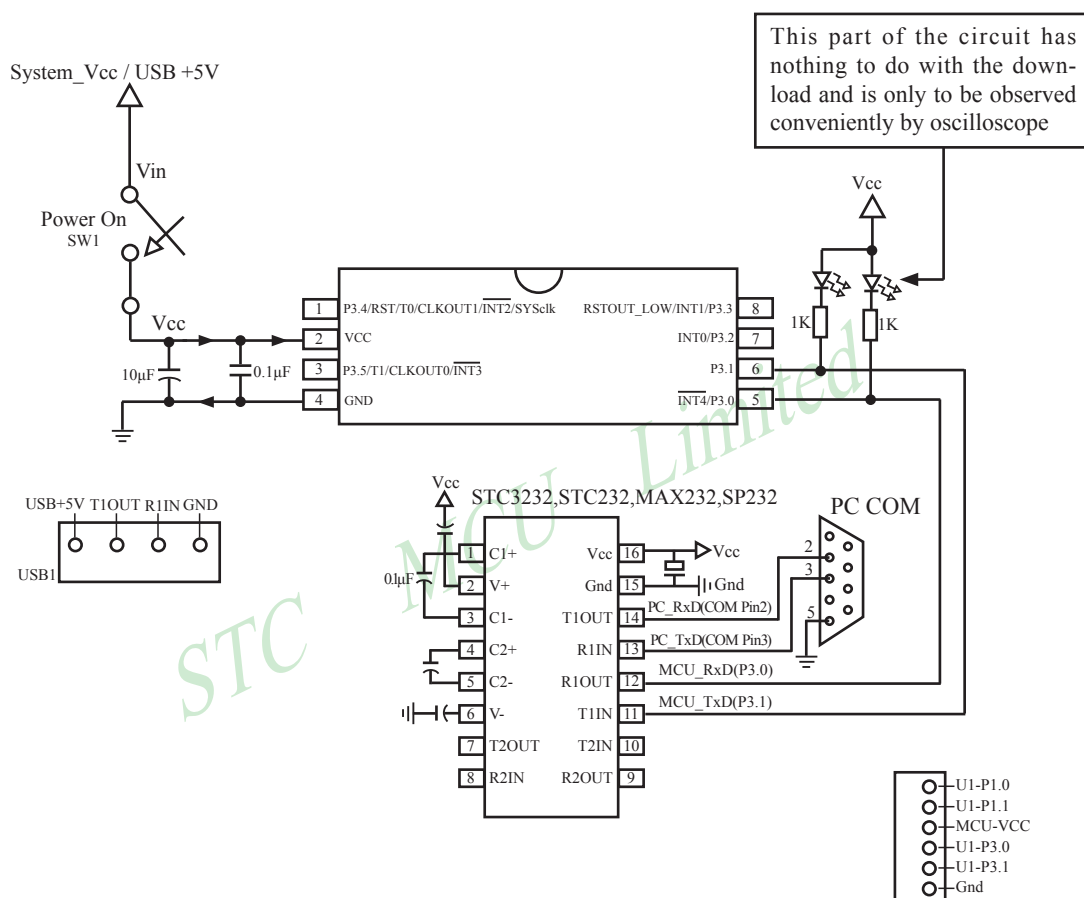 This part of the circuit has
nothing to do with the down-
load and is only to be observed
conveniently by oscilloscope
System_Vcc / USB +5V
Vin
Power On
SW1
Vcc
10μF
0.1μF
Vcc
1K
1K
1 P3.4/RST/T0/CLKOUT1/INT2/SYSclk
2 VCC
3 P3.5/T1/CLKOUT0/INT3
4 GND
RSTOUT_LOW/INT1/P3.3 8
INT0/P3.2 7
P3.1 6
INT4/P3.0 5
STC MCU Limited
USB+5V T1OUT R1IN GND
USB1
Vcc
STC3232,STC232,MAX232,SP232
0.1μF
1 C1+
2 V+
3 C1-
4 C2+
5 C2-
6 V-
7 T2OUT
8 R2IN
Vcc 16
Gnd 15
T1OUT 14
R1IN 13
R1OUT 12
T1IN 11
T2IN 10
R2OUT 9
Vcc
Gnd
PC_RxD(COM Pin2)
PC_TxD(COM Pin3)
MCU_RxD(P3.0)
MCU_TxD(P3.1)
PC COM
2
3
5
U1-P1.0
U1-P1.1
MCU-VCC
U1-P3.0
U1-P3.1
Gnd